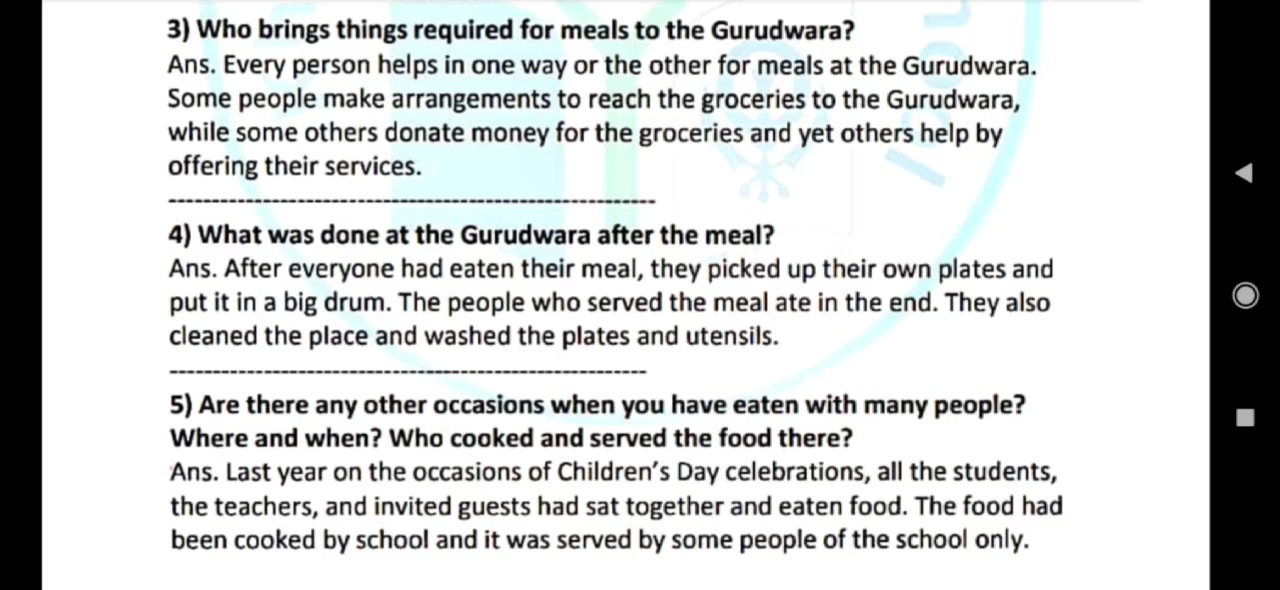 3) Who brings things required for meals to the Gurudwara?
Ans. Every person helps in one way or the other for meals at the Gurudwara.
Some people make arrangements to reach the groceries to the Gurudwara,
while some others donate money for the groceries and yet others help by
offering their services.
--------------------------------------------------------
4) What was done at the Gurudwara after the meal?
Ans. After everyone had eaten their meal, they picked up their own plates and
put it in a big drum. The people who served the meal ate in the end. They also
cleaned the place and washed the plates and utensils.
-------------------------------------------------------
5) Are there any other occasions when you have eaten with many people?
Where and when? Who cooked and served the food there?
Ans. Last year on the occasions of Children's Day celebrations, all the students,
the teachers, and invited guests had sat together and eaten food. The food had
been cooked by school and it was served by some people of the school only.